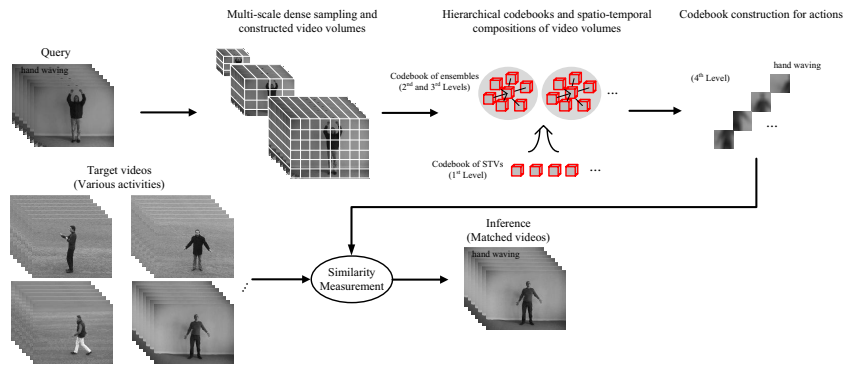 Multi-scale dense sampling and
constructed video volumes
Hierarchical codebooks and spatio-temporal
compositions of video volumes
Codebook construction for actions
Query
hand waving
Codebook of ensembles
(2nd and 3rd Levels)
...
(4th Level)
hand waving
...
Codebook of STVs
(1st Level)
...
Target videos
(Various activities)
Inference
(Matched videos)
hand waving
Similarity
Measurement
...